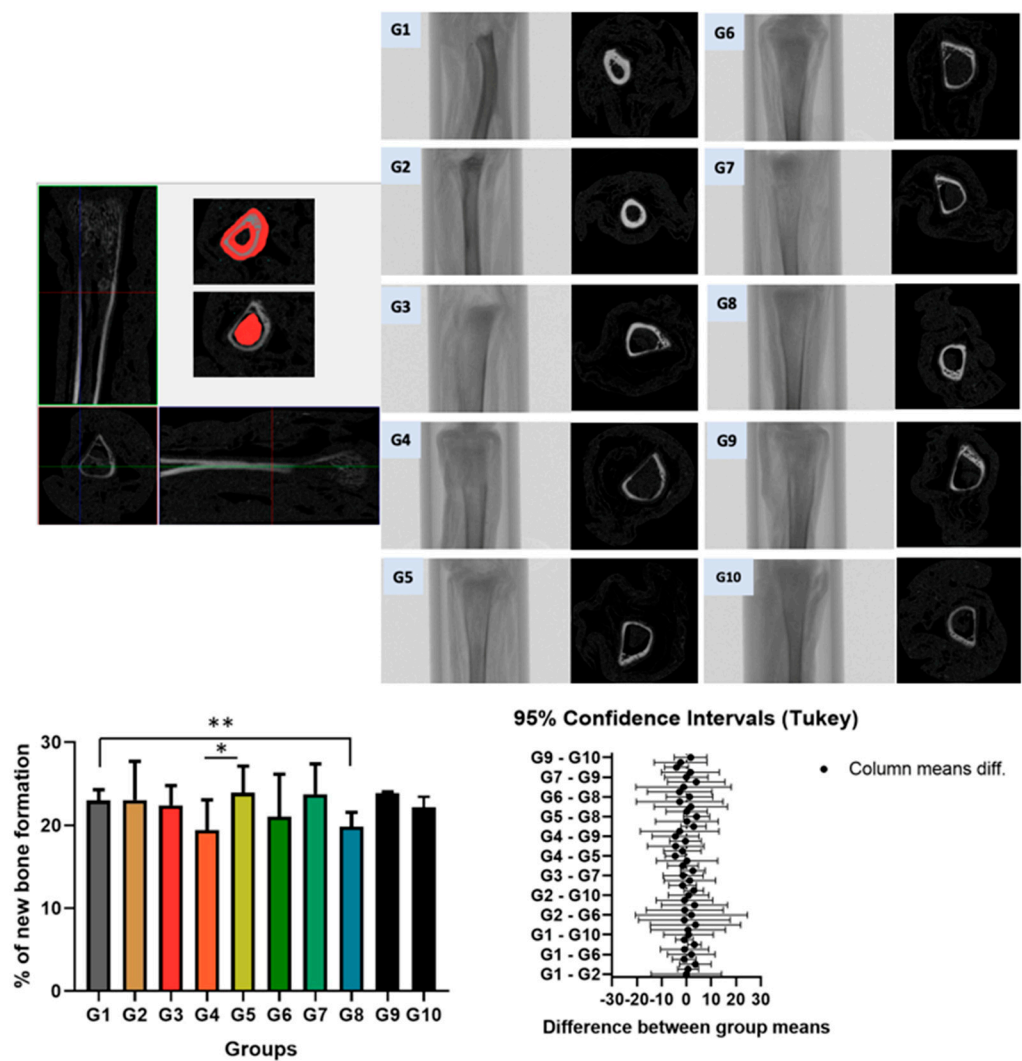 G1
G6
G2
G7
G3
G8
G4
G9
G5
G10
**
*
30
20
10
0
% of new bone formation
G1 G2 G3 G4 G5 G6 G7 G8 G9 G10
Groups
95% Confidence Intervals (Tukey)
G9 - G10
G7 - G9
G6 - G8
G5 - G8
G4 - G9
G4 - G5
G3 - G7
G2 - G10
G2 - G6
G1 - G10
G1 - G6
G1 - G2
-30 -20 -10 0 10 20 30
Difference between group means
Column means diff.